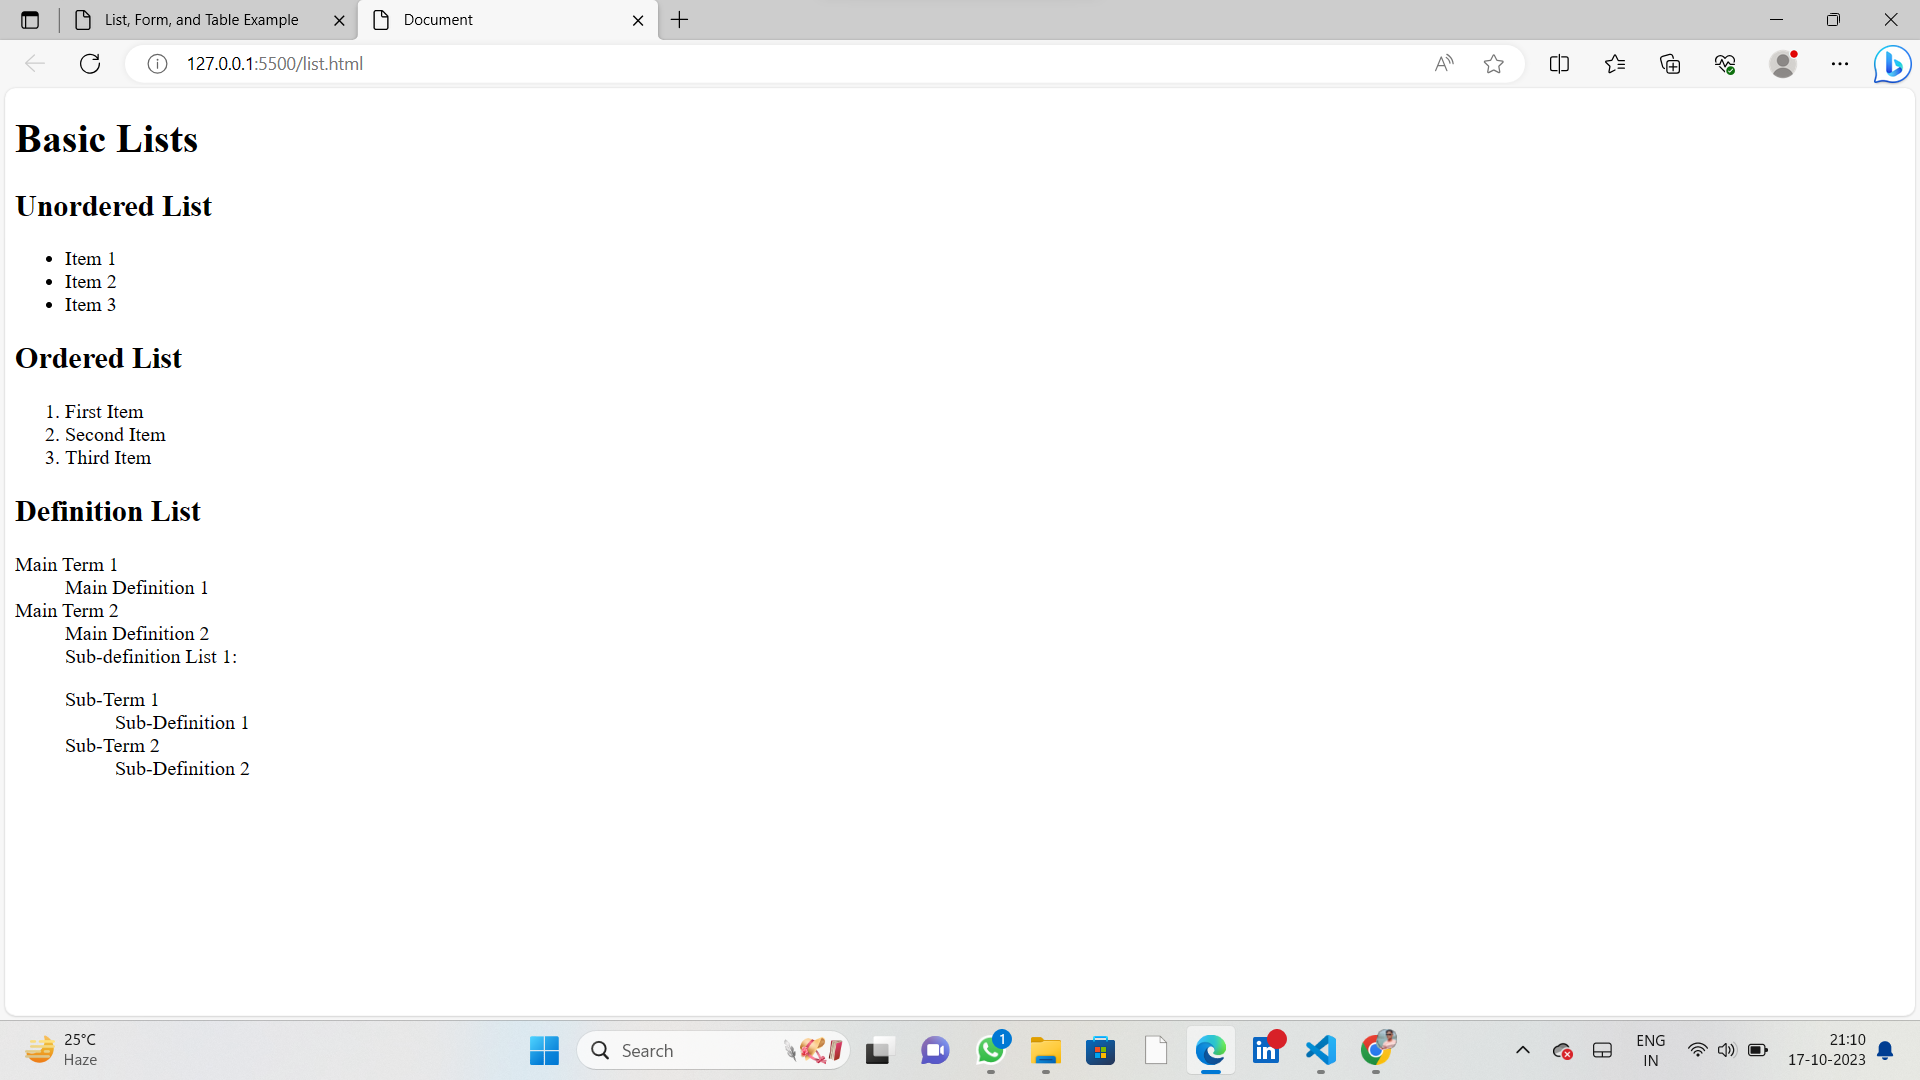 List, Form, and Table Example
Document
127.0.0.1:5500/list.html
Basic Lists
Unordered List
• Item 1
• Item 2
• Item 3
Ordered List
1. First Item
2. Second Item
3. Third Item
Definition List
Main Term 1
Main Definition 1
Main Term 2
Main Definition 2
Sub-definition List 1:
Sub-Term 1
Sub-Definition 1
Sub-Term 2
Sub-Definition 2
25°C
Haze
Search
1
in
ENG
IN
21:10
17-10-2023